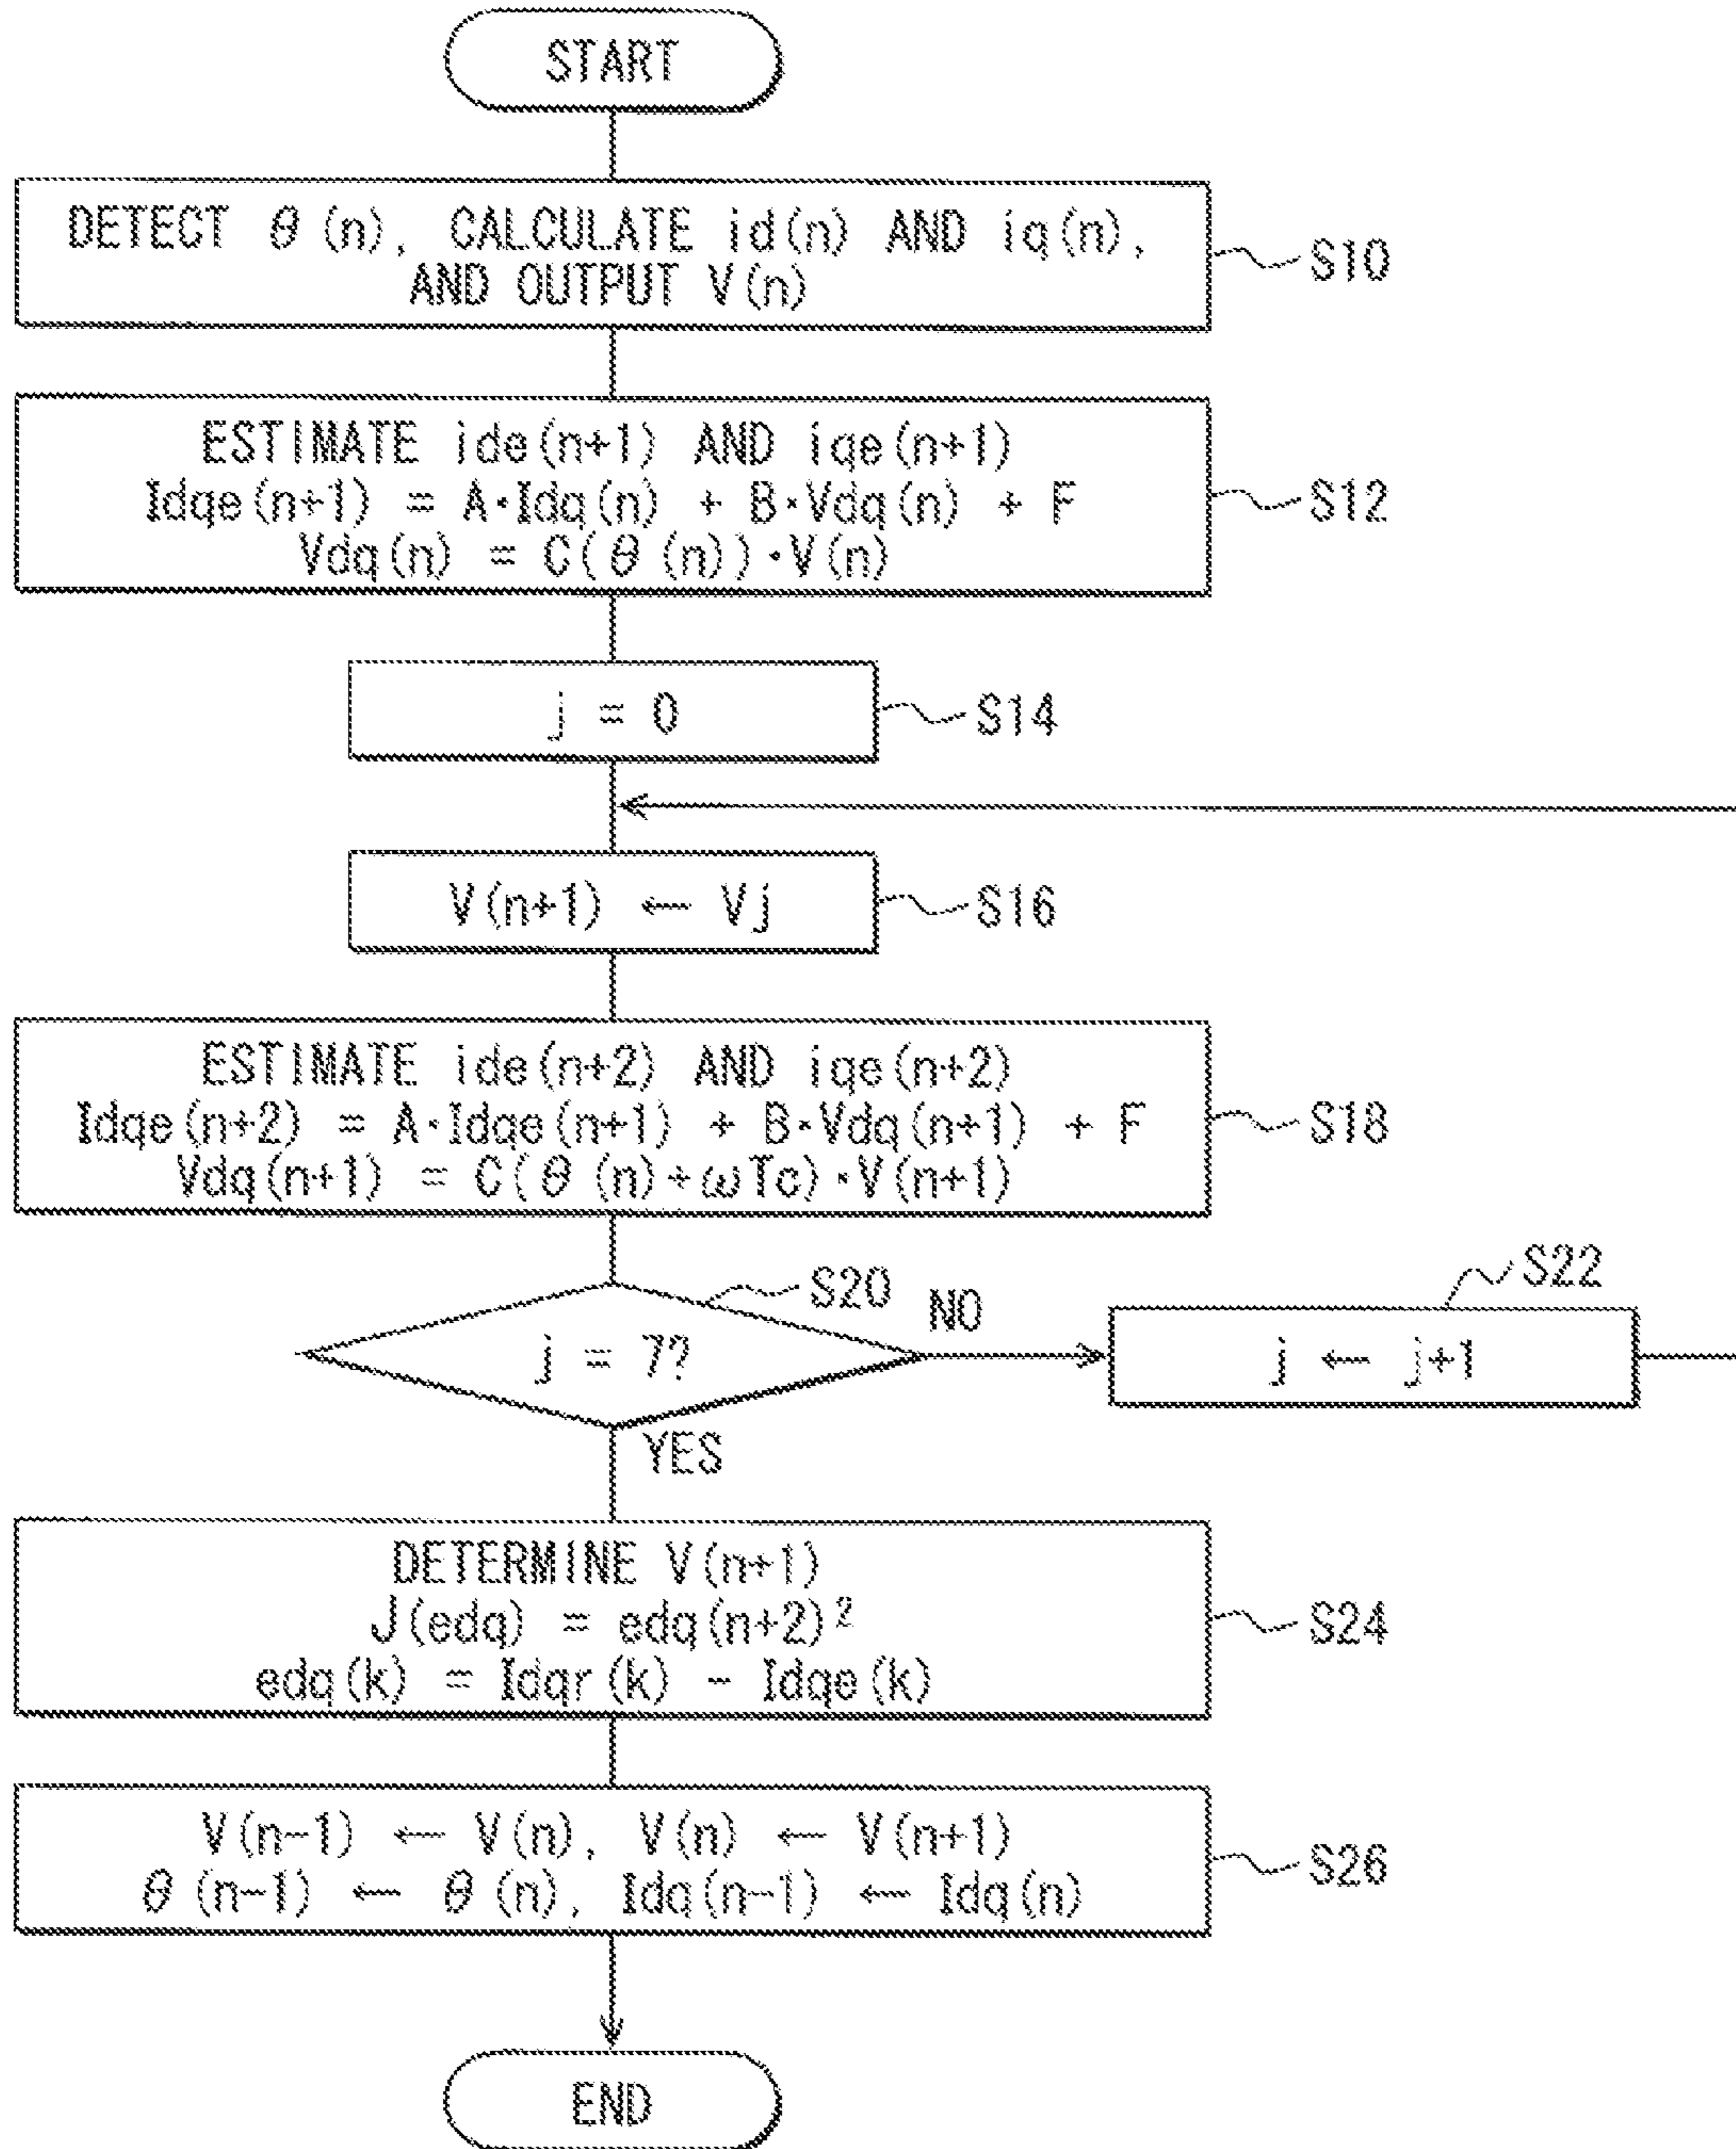 START
DETECT θ(n), CALCULATE id(n) AND iq(n),
AND OUTPUT V(n)
S10
ESTIMATE ide(n+1) AND iqe(n+1)
Idqe(n+1) = A·Idq(n) + B·Vdq(n) + F
Vdq(n) = C(θ(n))·V(n)
S12
j = 0
S14
V(n+1) ← Vj
S16
ESTIMATE ide(n+2) AND iqe(n+2)
Idqe(n+2) = A·Idqe(n+1) + B·Vdq(n+1) + F
Vdq(n+1) = C(θ(n)+ωTc)·V(n+1)
S18
S20
j = 7?
NO
S22
j ← j+1
YES
DETERMINE V(n+1)
J(edq) = edq(n+2)²
edq(k) = Idqr(k) - Idqe(k)
S24
V(n-1) ← V(n), V(n) ← V(n+1)
θ(n-1) ← θ(n), Idq(n-1) ← Idq(n)
S26
END